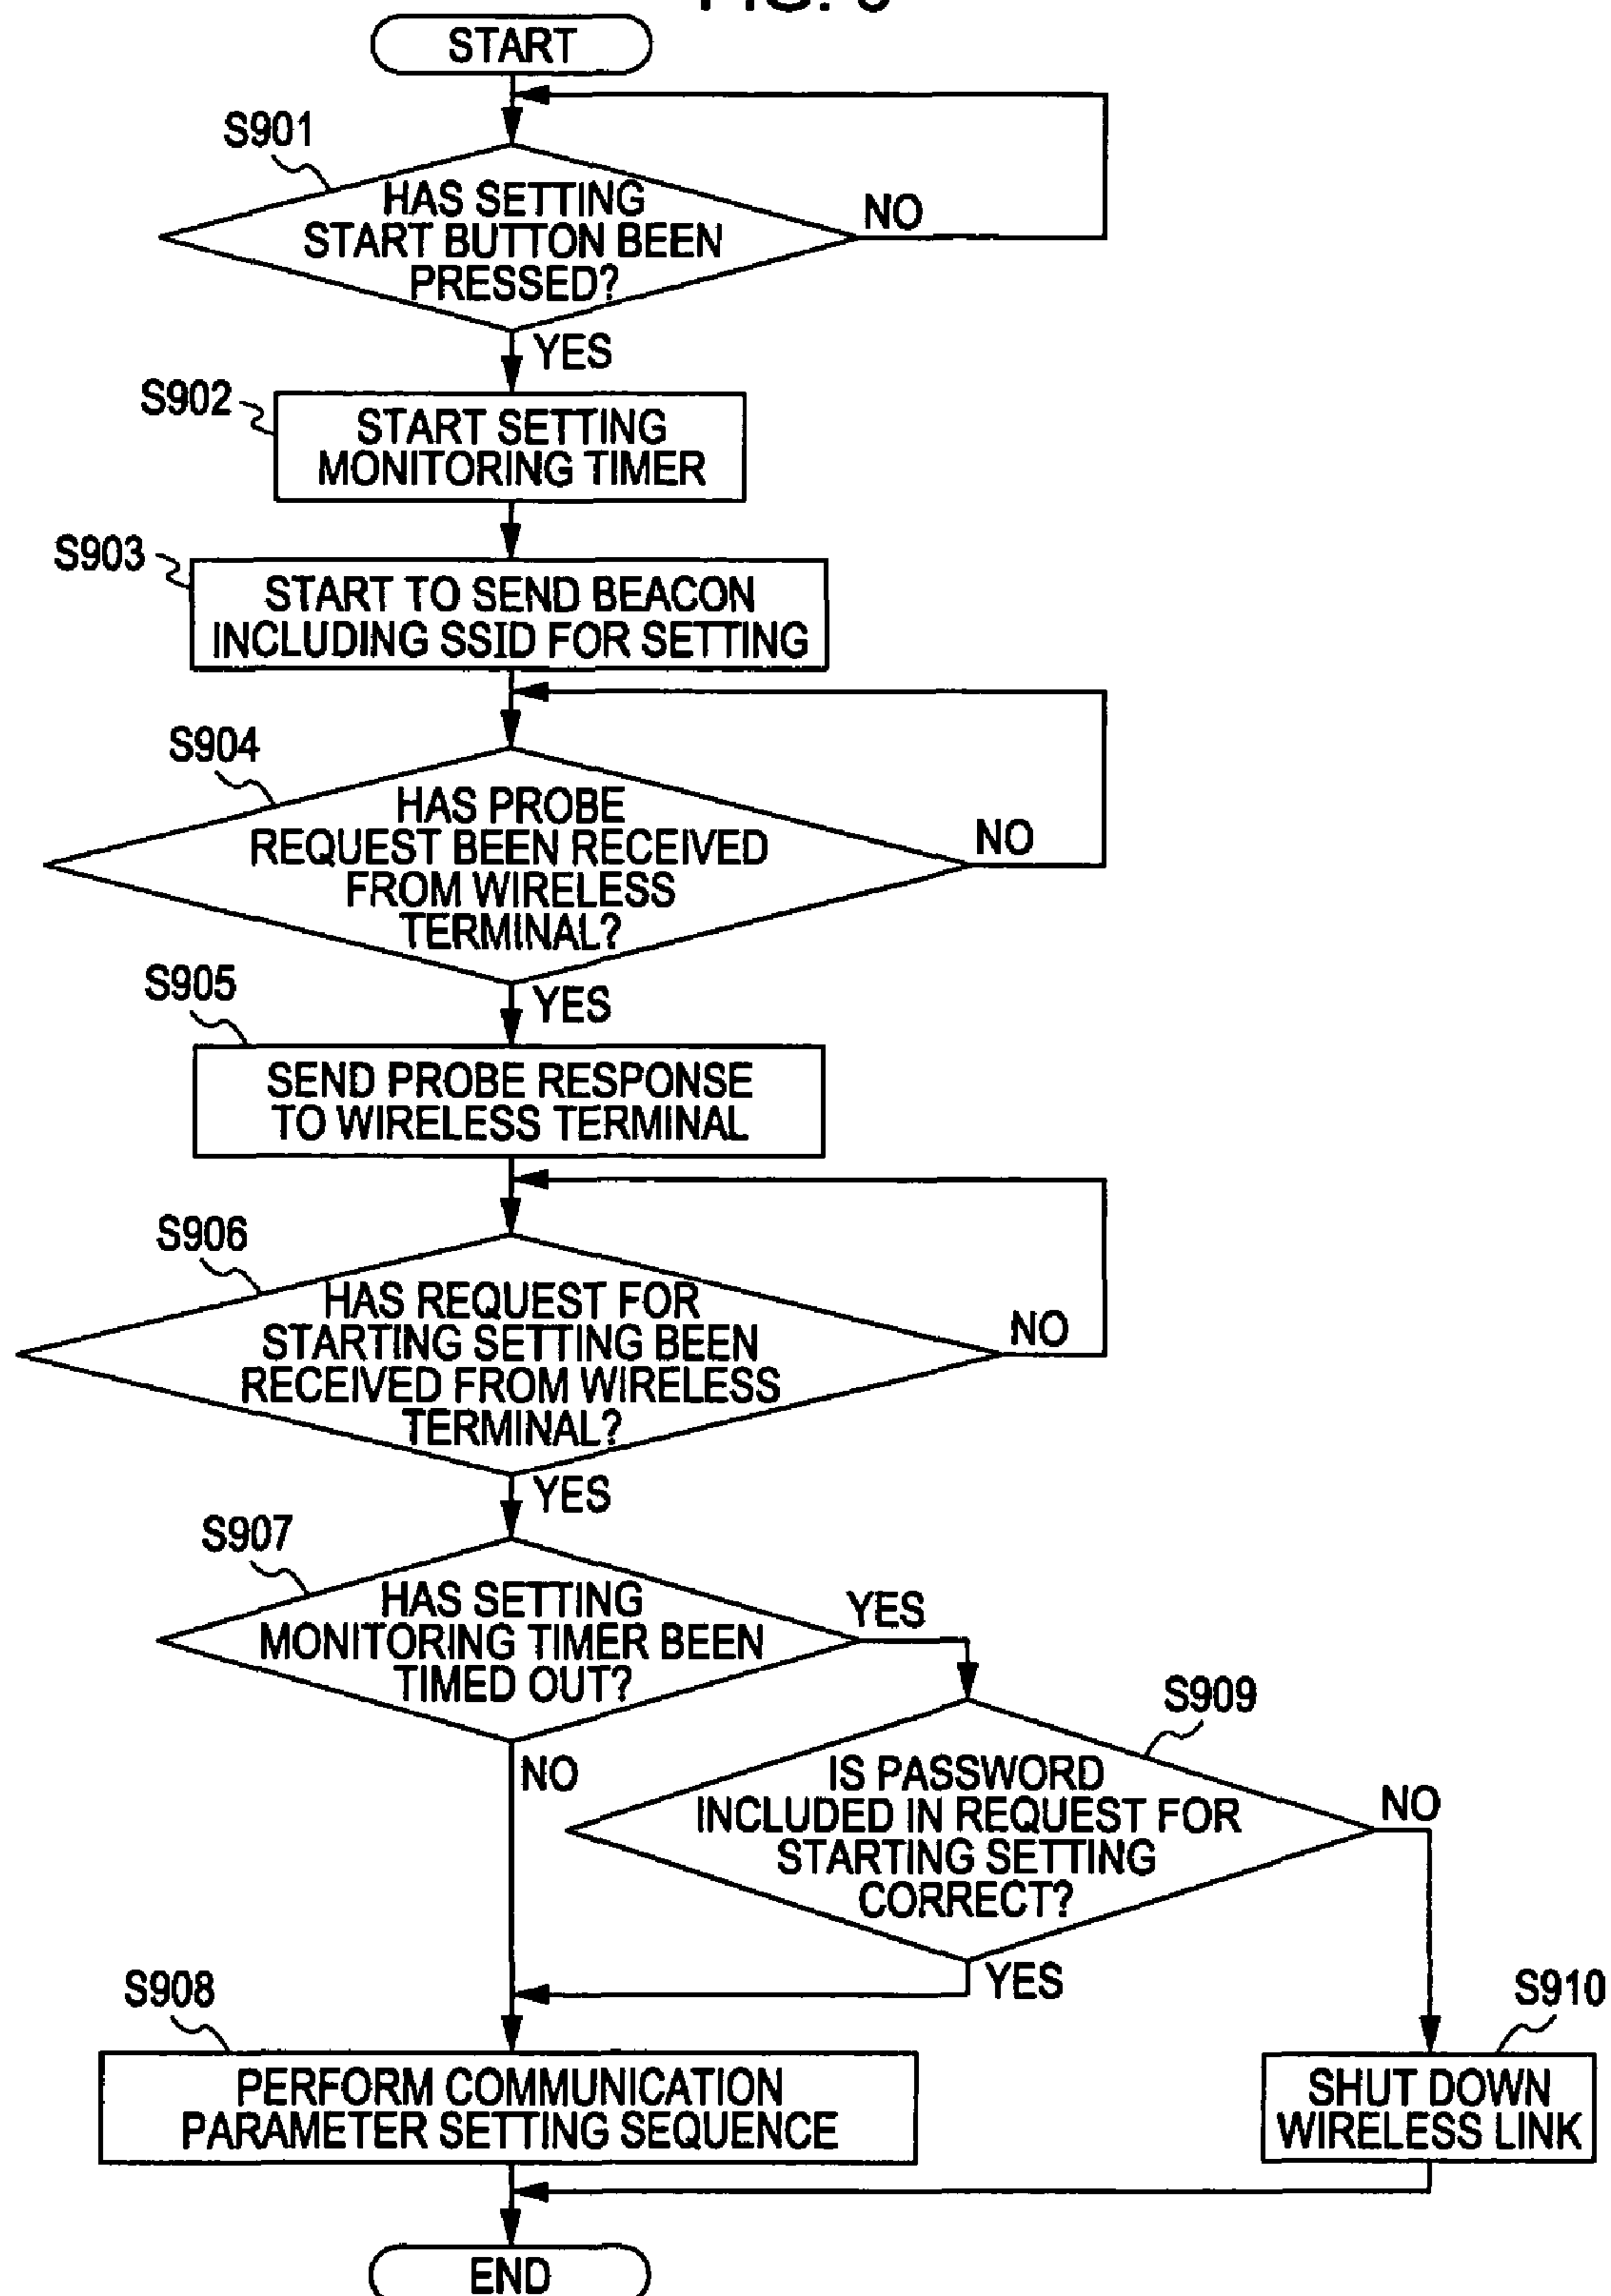 START
S901
HAS SETTING
START BUTTON BEEN
PRESSED?
NO
YES
S902
START SETTING
MONITORING TIMER
S903
START TO SEND BEACON
INCLUDING SSID FOR SETTING
S904
HAS PROBE
REQUEST BEEN RECEIVED
FROM WIRELESS
TERMINAL?
NO
YES
S905
SEND PROBE RESPONSE
TO WIRELESS TERMINAL
S906
HAS REQUEST FOR
STARTING SETTING BEEN
RECEIVED FROM WIRELESS
TERMINAL?
NO
YES
S907
HAS SETTING
MONITORING TIMER BEEN
TIMED OUT?
YES
NO
S909
IS PASSWORD
INCLUDED IN REQUEST FOR
STARTING SETTING
CORRECT?
NO
YES
S908
PERFORM COMMUNICATION
PARAMETER SETTING SEQUENCE
S910
SHUT DOWN
WIRELESS LINK
END